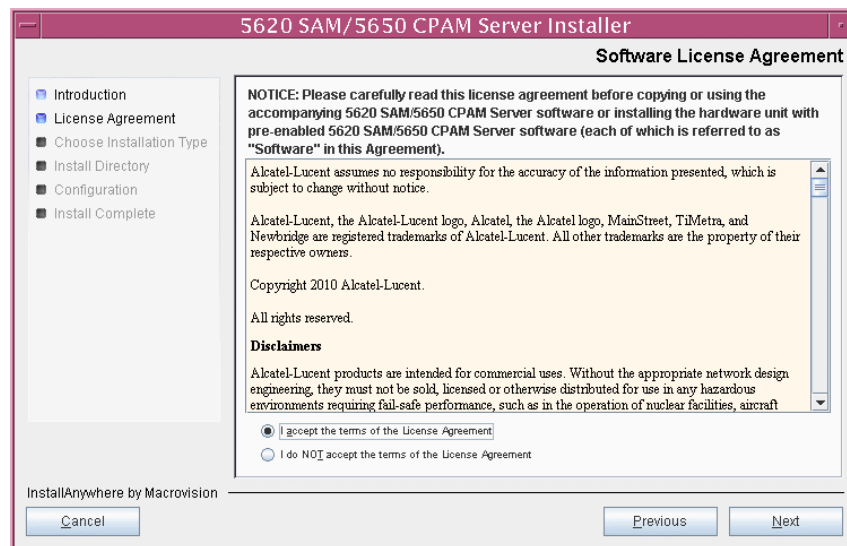 5620 SAM/5650 CPAM Server Installer
Software License Agreement
Introduction
License Agreement
Choose Installation Type
Install Directory
Configuration
Install Complete
NOTICE: Please carefully read this license agreement before copying or using the
accompanying 5620 SAM/5650 CPAM Server software or installing the hardware unit with
pre-enabled 5620 SAM/5650 CPAM Server software (each of which is referred to as
"Software" in this Agreement).
Alcatel-Lucent assumes no responsibility for the accuracy of the information presented, which is
subject to change without notice.
Alcatel-Lucent, the Alcatel-Lucent logo, Alcatel, the Alcatel logo, MainStreet, TiMetra, and
Newbridge are registered trademarks of Alcatel-Lucent. All other trademarks are the property of their
respective owners.
Copyright 2010 Alcatel-Lucent.
All rights reserved.
Disclaimers
Alcatel-Lucent products are intended for commercial uses. Without the appropriate network design
engineering, they must not be sold, licensed or otherwise distributed for use in any hazardous
environments requiring fail-safe performance, such as in the operation of nuclear facilities, aircraft
I accept the terms of the License Agreement
I do NOT accept the terms of the License Agreement
InstallAnywhere by Macrovision
Cancel
Previous
Next